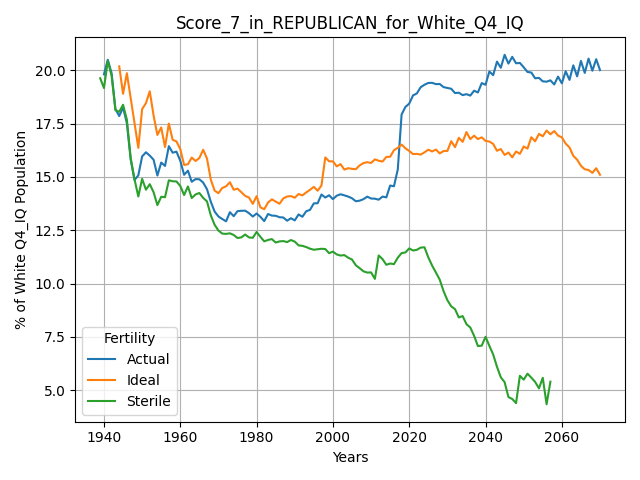 Score_7_in_REPUBLICAN_for_White_Q4_IQ
% of White Q4_IQ Population
20.0
17.5
15.0
12.5
10.0
7.5
5.0
Fertility
Actual
Ideal
Sterile
1940 1960 1980 2000 2020 2040 2060
Years